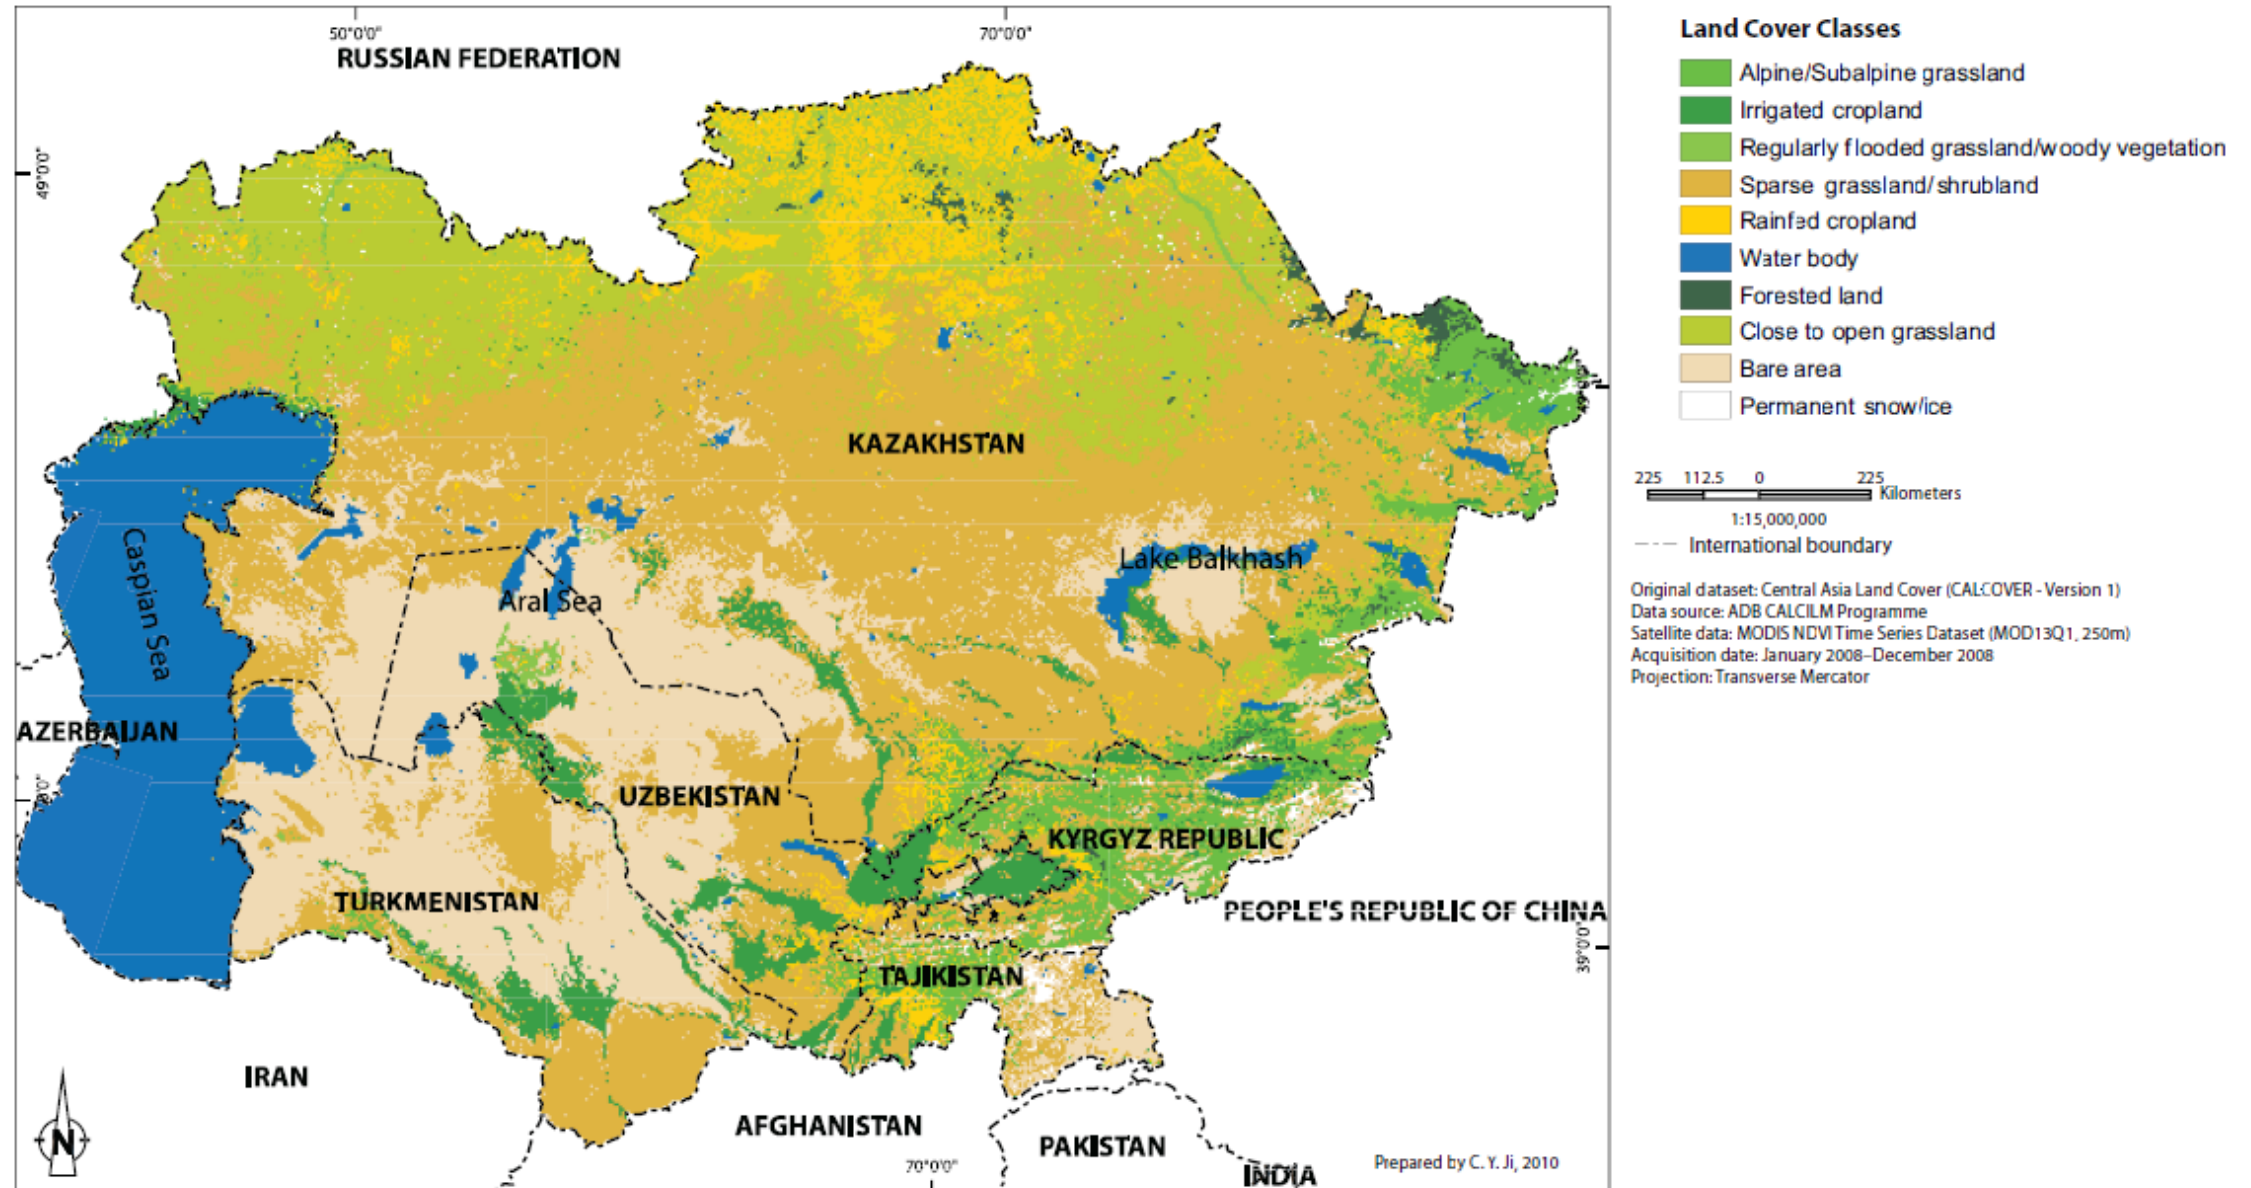 50°0'0"
70°0'0"
RUSSIAN FEDERATION
49°0'0"
KAZAKHSTAN
Caspian Sea
Aral Sea
Lake Balkhash
AZERBAIJAN
UZBEKISTAN
KYRGYZ REPUBLIC
TURKMENISTAN
PEOPLE'S REPUBLIC OF CHINA
TAJIKISTAN
39°0'0"
IRAN
AFGHANISTAN
PAKISTAN
INDIA
70°0'0"
N
Prepared by C. Y. Ji, 2010
Land Cover Classes
Alpine/Subalpine grassland
Irrigated cropland
Regularly flooded grassland/woody vegetation
Sparse grassland/shrubland
Rainfed cropland
Water body
Forested land
Close to open grassland
Bare area
Permanent snow/ice
225 112.5 0 225
Kilometers
1:15,000,000
International boundary
Original dataset: Central Asia Land Cover (CALCOVER - Version 1)
Data source: ADB CALCILM Programme
Satellite data: MODIS NDVI Time Series Dataset (MOD13Q1, 250m)
Acquisition date: January 2008–December 2008
Projection: Transverse Mercator